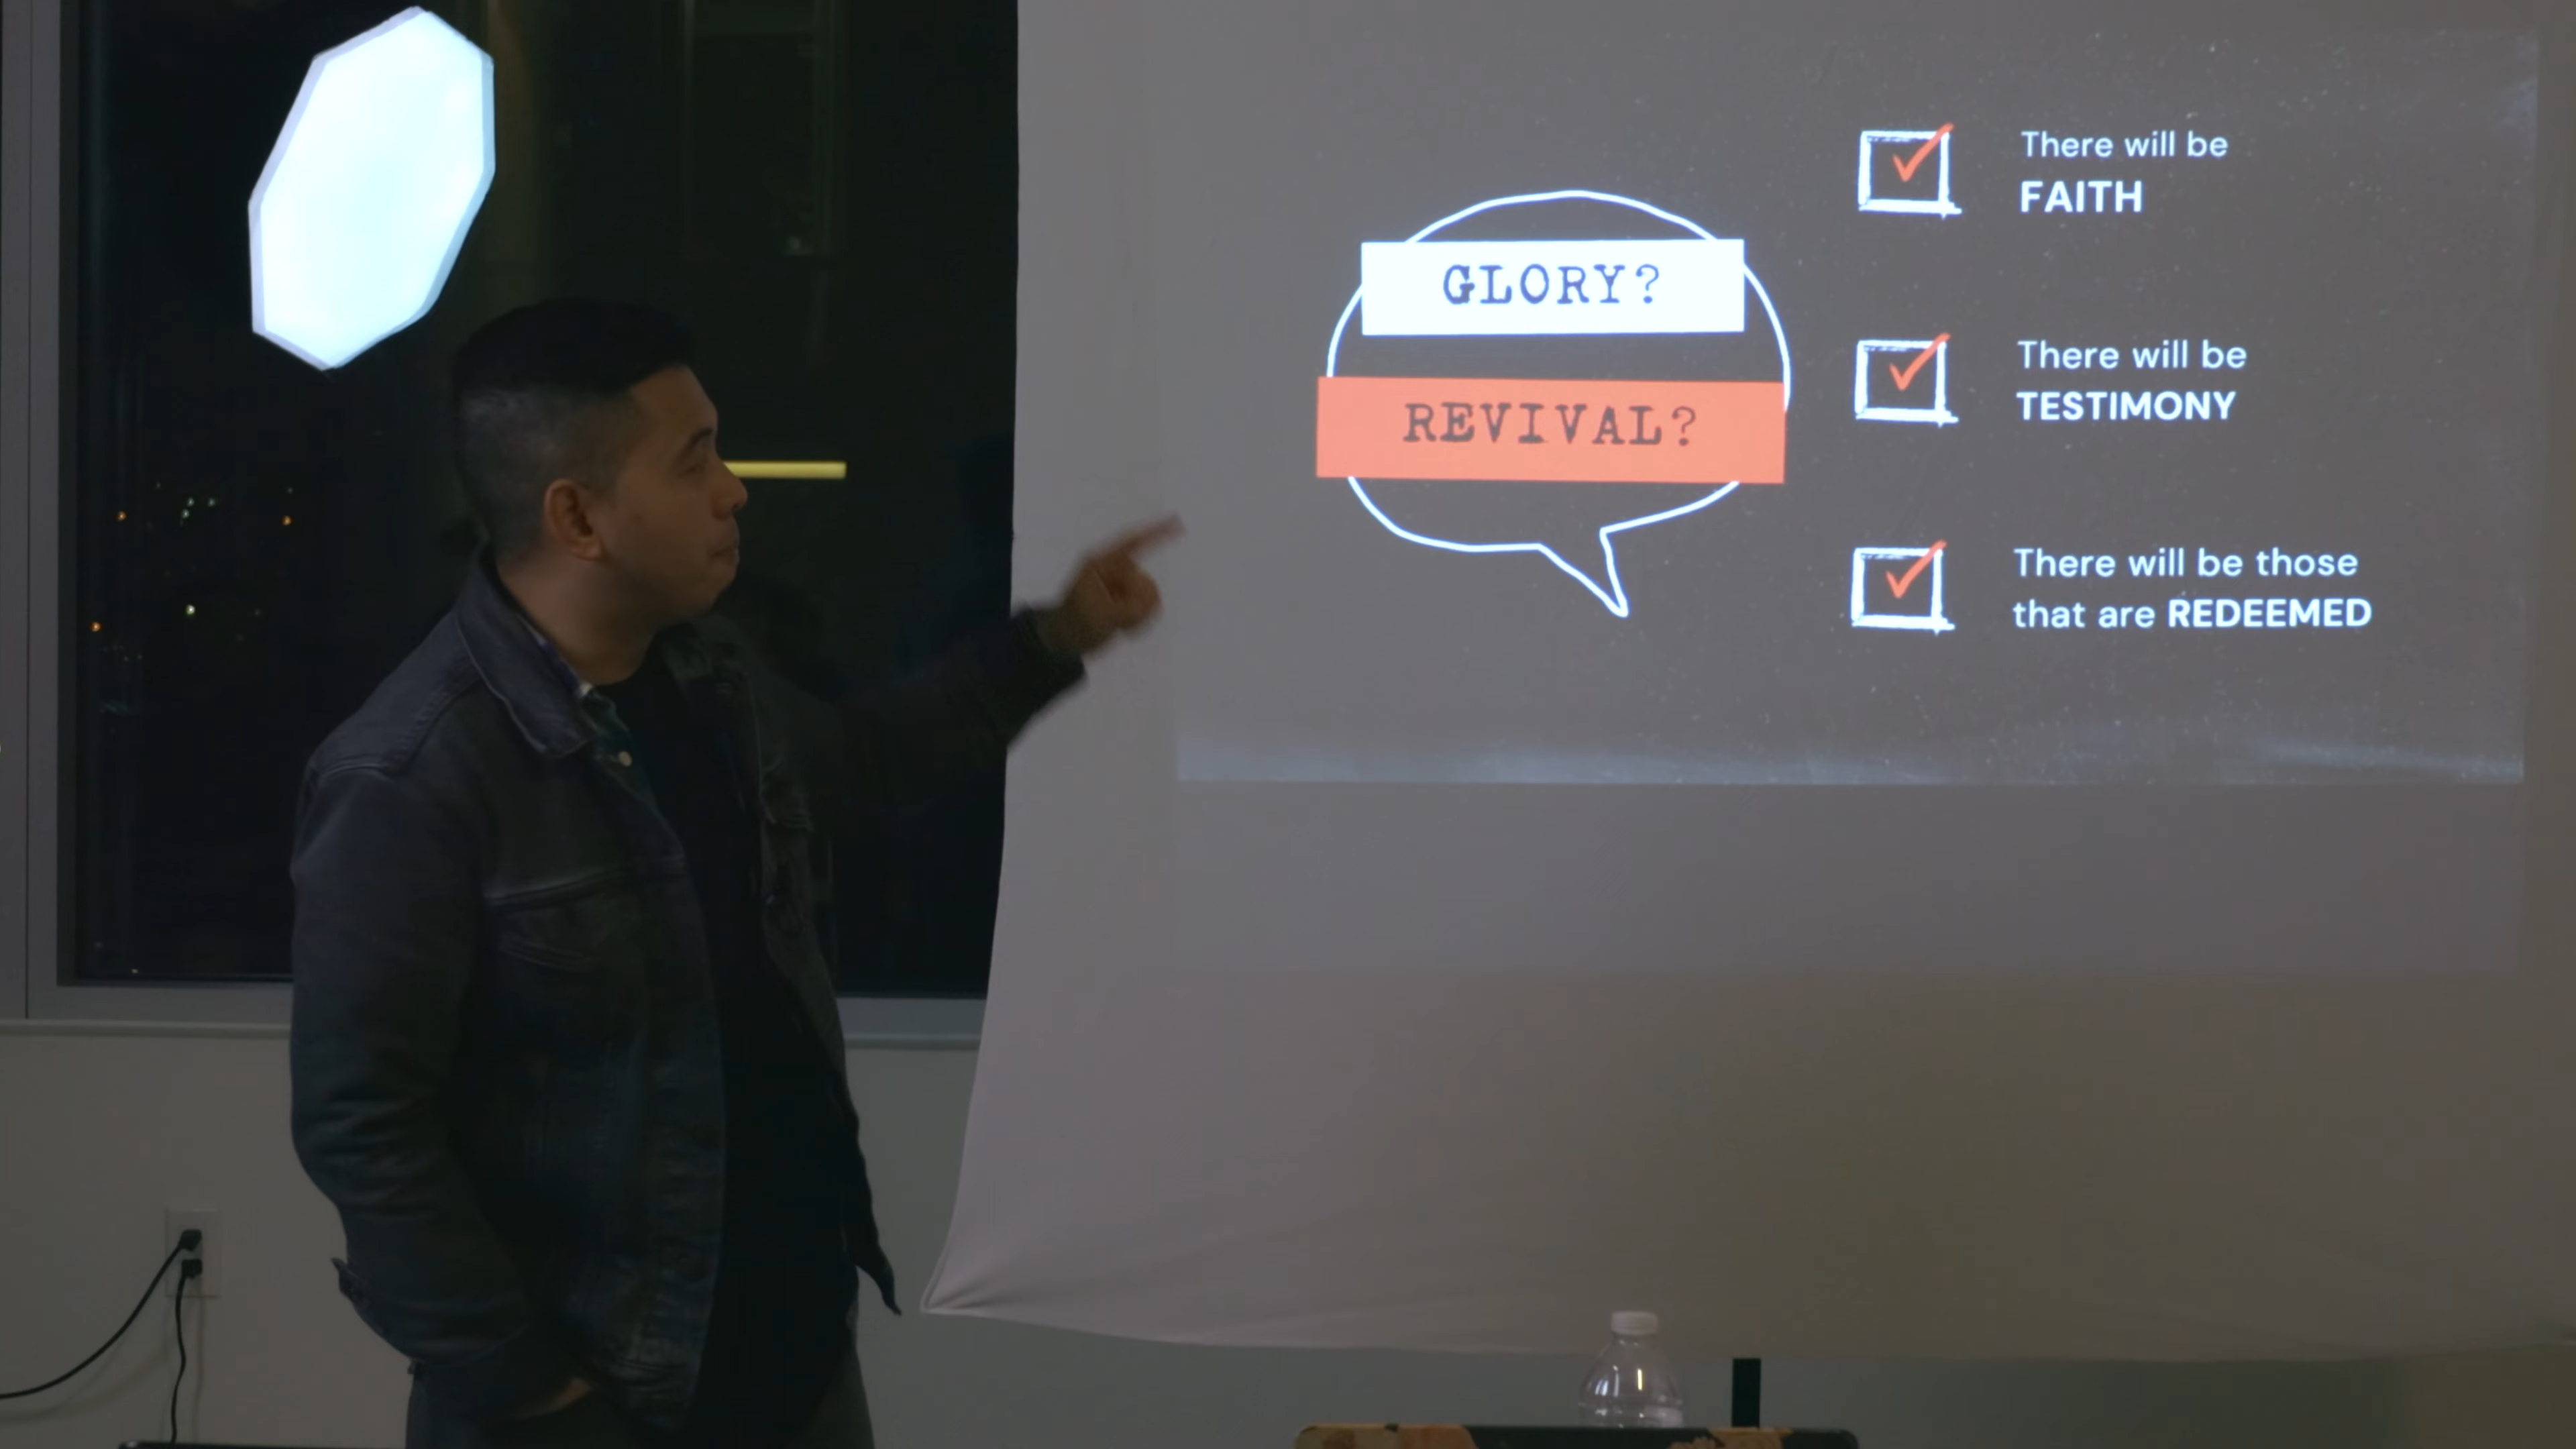 GLORY?
REVIVAL?
There will be
FAITH
There will be
TESTIMONY
There will be those
that are REDEEMED